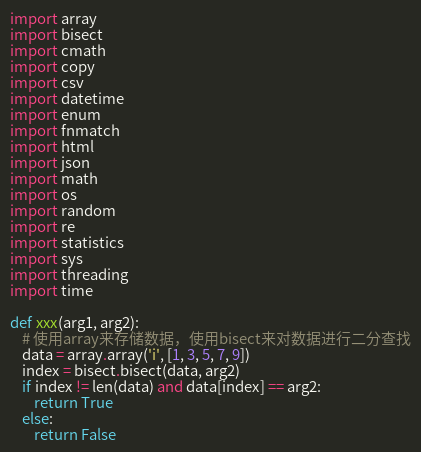 import array
import bisect
import cmath
import copy
import csv
import datetime
import enum
import fnmatch
import html
import json
import math
import os
import random
import re
import statistics
import sys
import threading
import time

def xxx(arg1, arg2):
    # 使用array来存储数据，使用bisect来对数据进行二分查找
    data = array.array('i', [1, 3, 5, 7, 9])
    index = bisect.bisect(data, arg2)
    if index != len(data) and data[index] == arg2:
        return True
    else:
        return False